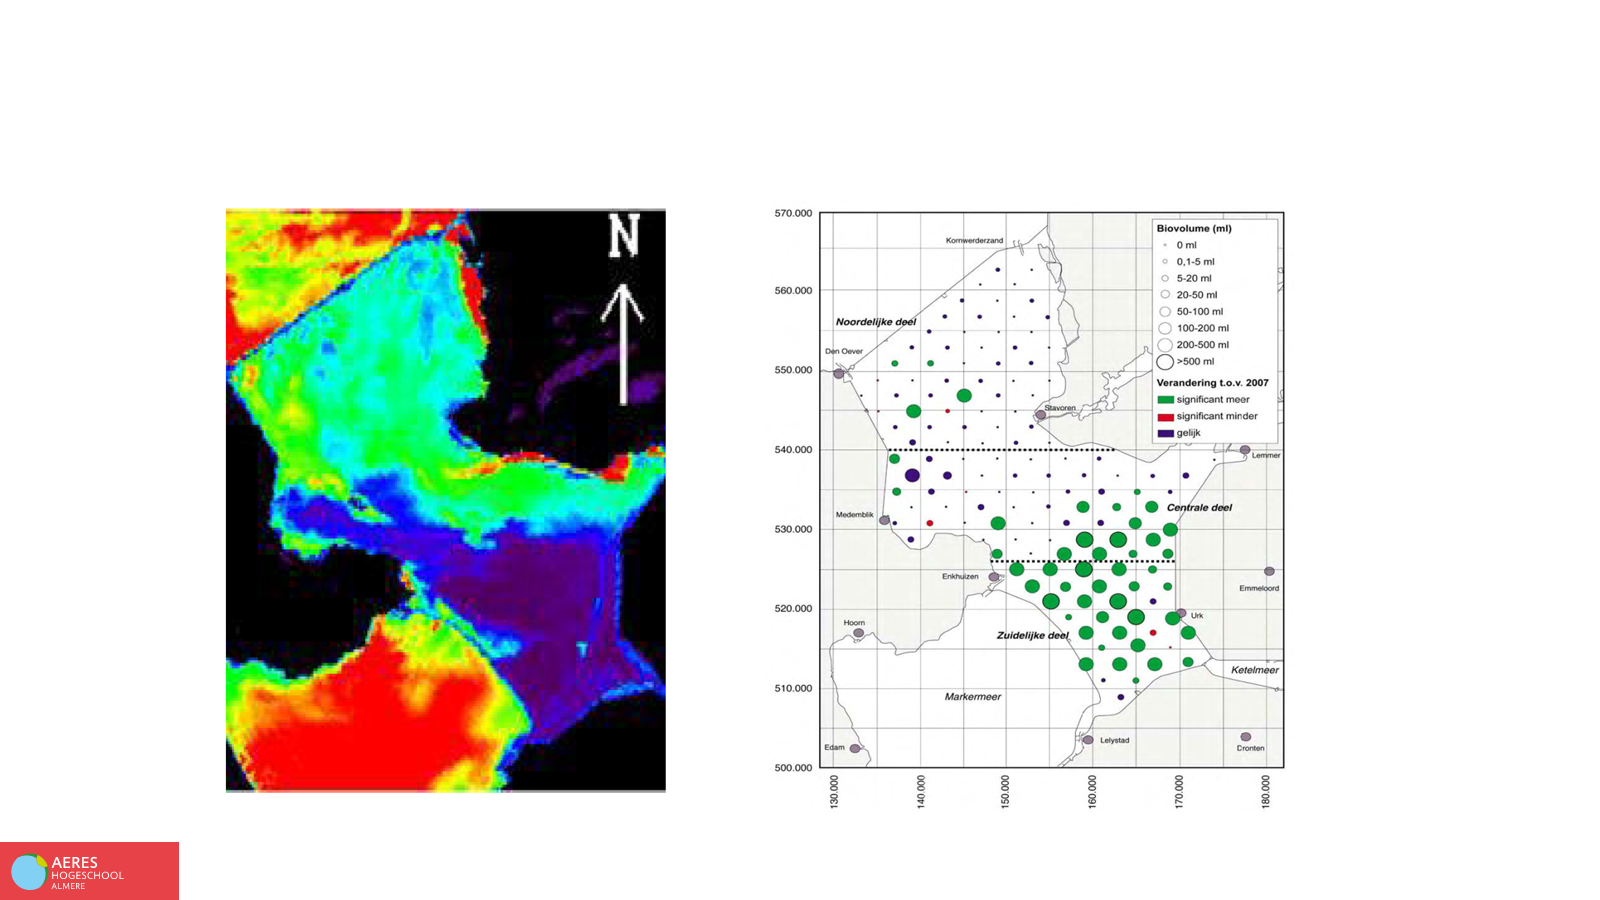 N
570.000
560.000
550.000
540.000
530.000
520.000
510.000
500.000
130.000
140.000
150.000
160.000
170.000
180.000
Kornwerderzand
Noordelijke deel
Den Oever
Stavoren
Lemmer
Medemblik
Centrale deel
Enkhuizen
Emmeloord
Urk
Hoorn
Zuidelijke deel
Ketelmeer
Markermeer
Edam
Lelystad
Dronten
Biovolume (ml)
0 ml
0,1-5 ml
5-20 ml
20-50 ml
50-100 ml
100-200 ml
200-500 ml
>500 ml
Verandering t.o.v. 2007
significant meer
significant minder
gelijk
AERES
HOGESCHOOL
ALMERE